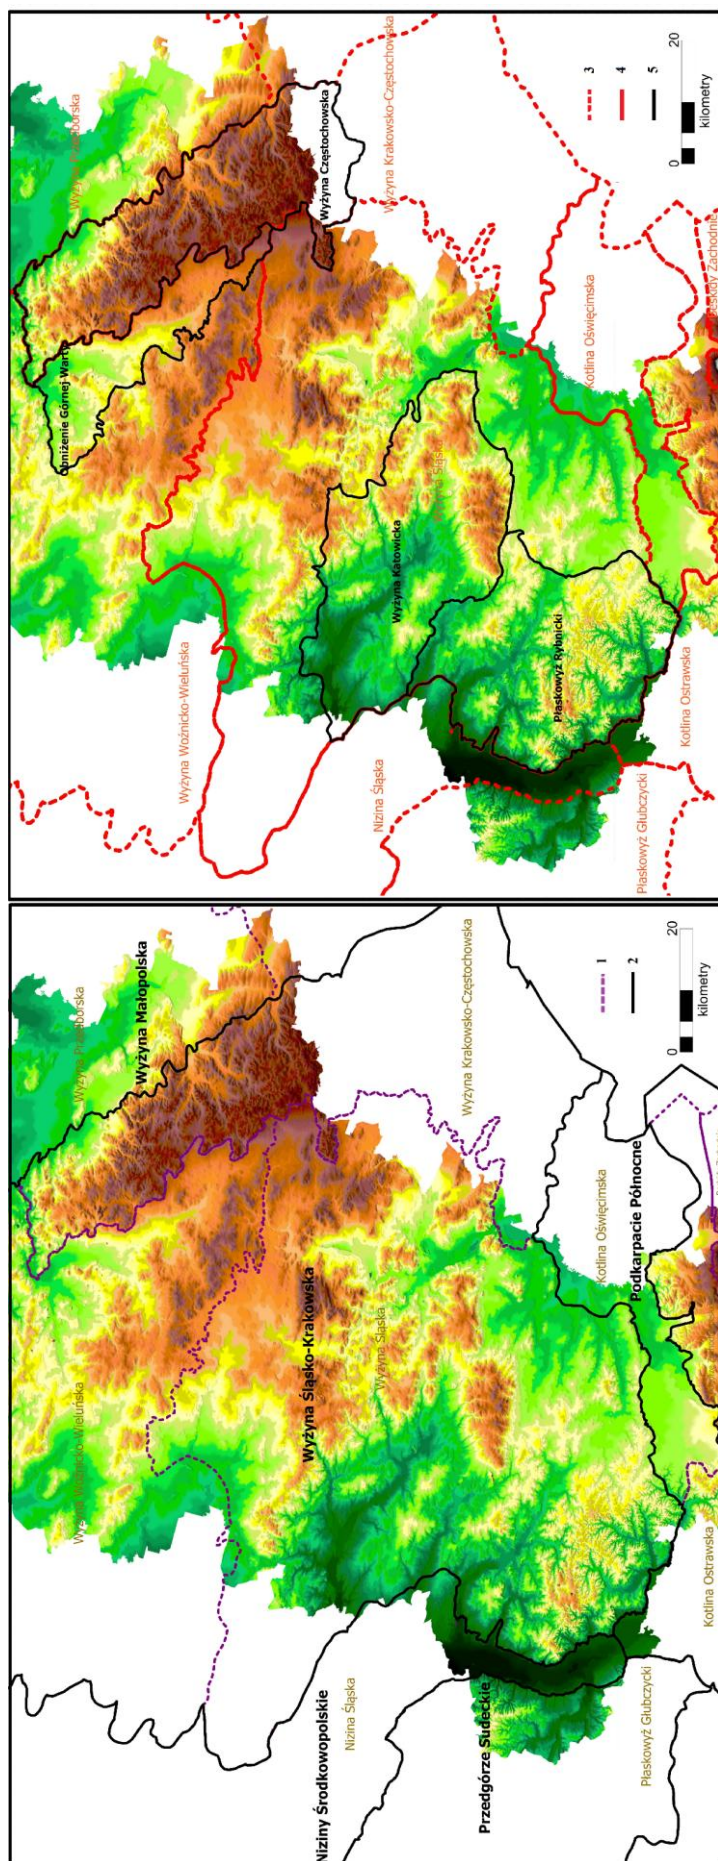 Wyżyna Woźnicko-Wieluńska
Wyżyna Przedborska
Wyżyna Małopolska
Wyżyna Śląsko-Krakowska
Niziny Środkowopolskie
Nizina Śląska
Wyżyna Śląska
Wyżyna Krakowsko-Częstochowska
Przedgórze Sudeckie
Kotlina Oświęcimska
1
Podkarpacie Północne
2
Płaskowyż Głubczycki
0 20
kilometry
Kotlina Ostrawska
Obniżenie Górnej Warty
Wyżyna Przedborska
Wyżyna Woźnicko-Wieluńska
Wyżyna Częstochowska
Nizina Śląska
Wyżyna Krakowsko-Częstochowska
Wyżyna Katowicka
Wyżyna Śląska
Płaskowyż Rybnicki
Kotlina Oświęcimska
3
4
Płaskowyż Głubczycki
5
0 20
kilometry
Kotlina Ostrawska
Zachodnie